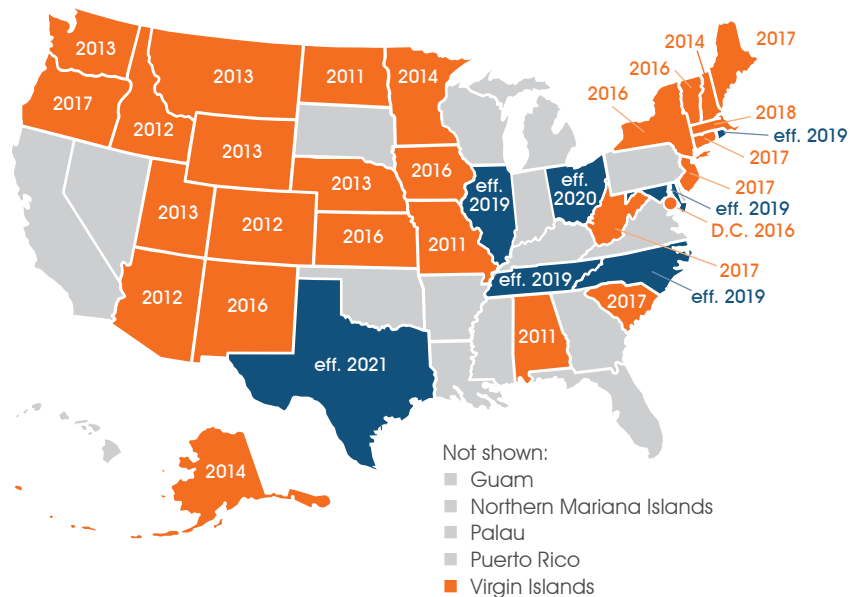 2013
2013
2011
2014
2014
2017
2016
2016
2017
2012
2013
2018
eff. 2019
2017
2017
eff. 2019
D.C. 2016
2017
eff. 2019
2013
2016
eff.
2019
eff.
2020
2013
2012
2016
2011
eff. 2019
2012
2016
2017
2011
eff. 2021
2014
Not shown:
Guam
Northern Mariana Islands
Palau
Puerto Rico
Virgin Islands